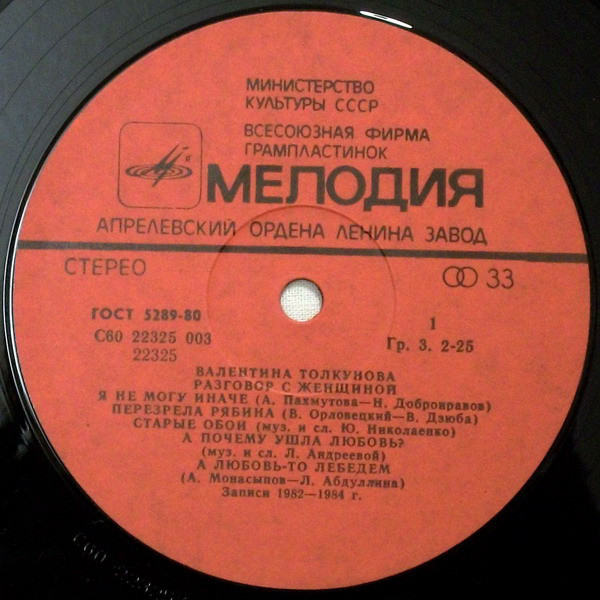 МИНИСТЕРСТВО
КУЛЬТУРЫ СССР
ВСЕСОЮЗНАЯ ФИРМА
ГРАМПЛАСТИНОК
МЕЛОДИЯ
АПРЕЛЕВСКИЙ ОРДЕНА ЛЕНИНА ЗАВОД
СТЕРЕО
33
ГОСТ 5289-80
С60 22325 003
22325
1
Гр. 3. 2-25
ВАЛЕНТИНА ТОЛКУНОВА
РАЗГОВОР С ЖЕНЩИНОЙ
Я НЕ МОГУ ИНАЧЕ (А. Пахмутова—Н. Добронравов)
ПЕРЕЗРЕЛА РЯБИНА (В. Орловецкий—В. Дзюба)
СТАРЫЕ ОБОИ (муз. и сл. Ю. Николаенко)
А ПОЧЕМУ УШЛА ЛЮБОВЬ?
(муз. и сл. Л. Андреевой)
А ЛЮБОВЬ-ТО ЛЕБЕДЕМ
(А. Монасыпов—Л. Абдуллина)
Записи 1982—1984 г.